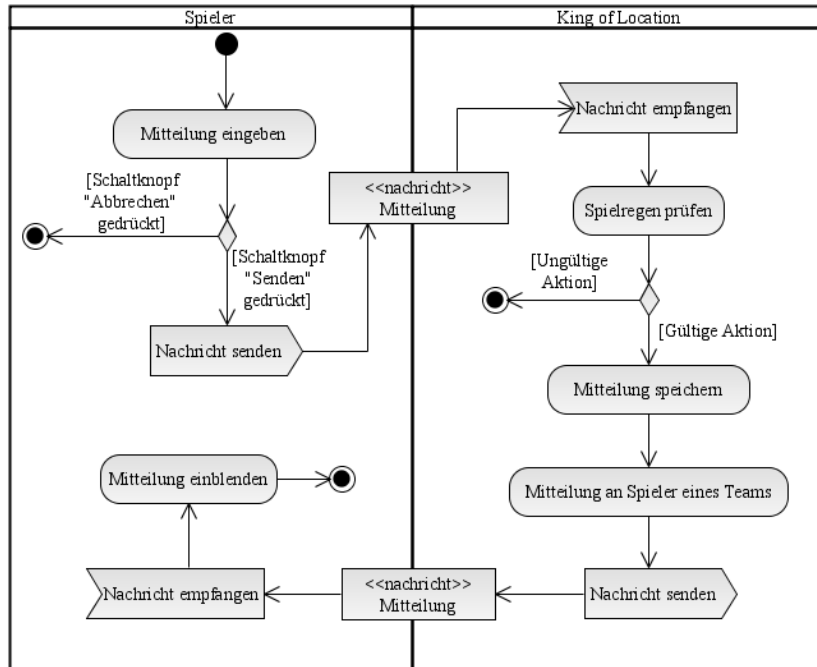 Spieler
King of Location
Mitteilung eingeben
[Schaltknopf
"Abbrechen"
gedrückt]
[Schaltknopf
"Senden"
gedrückt]
Nachricht senden
<<nachricht>>
Mitteilung
Nachricht empfangen
Spielregen prüfen
[Ungültige
Aktion]
[Gültige Aktion]
Mitteilung speichern
Mitteilung an Spieler eines Teams
Nachricht senden
<<nachricht>>
Mitteilung
Nachricht empfangen
Mitteilung einblenden